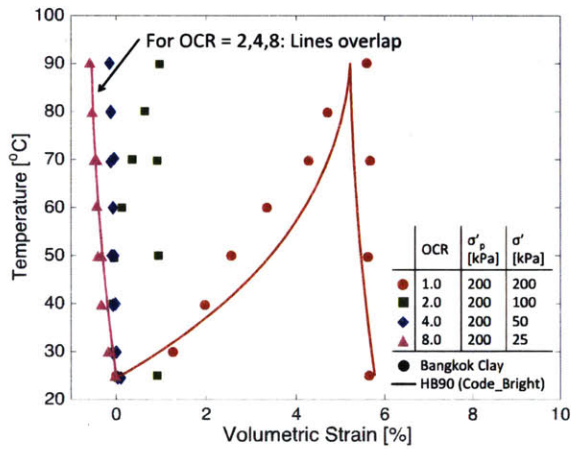 100
For OCR = 2,4,8: Lines overlap
90
80
70
60
50
40
30
20
Temperature [°C]
OCR σ'p [kPa] σ' [kPa]
1.0 200 200
2.0 200 100
4.0 200 50
8.0 200 25
Bangkok Clay
HB90 (Code_Bright)
0 2 4 6 8 10
Volumetric Strain [%]